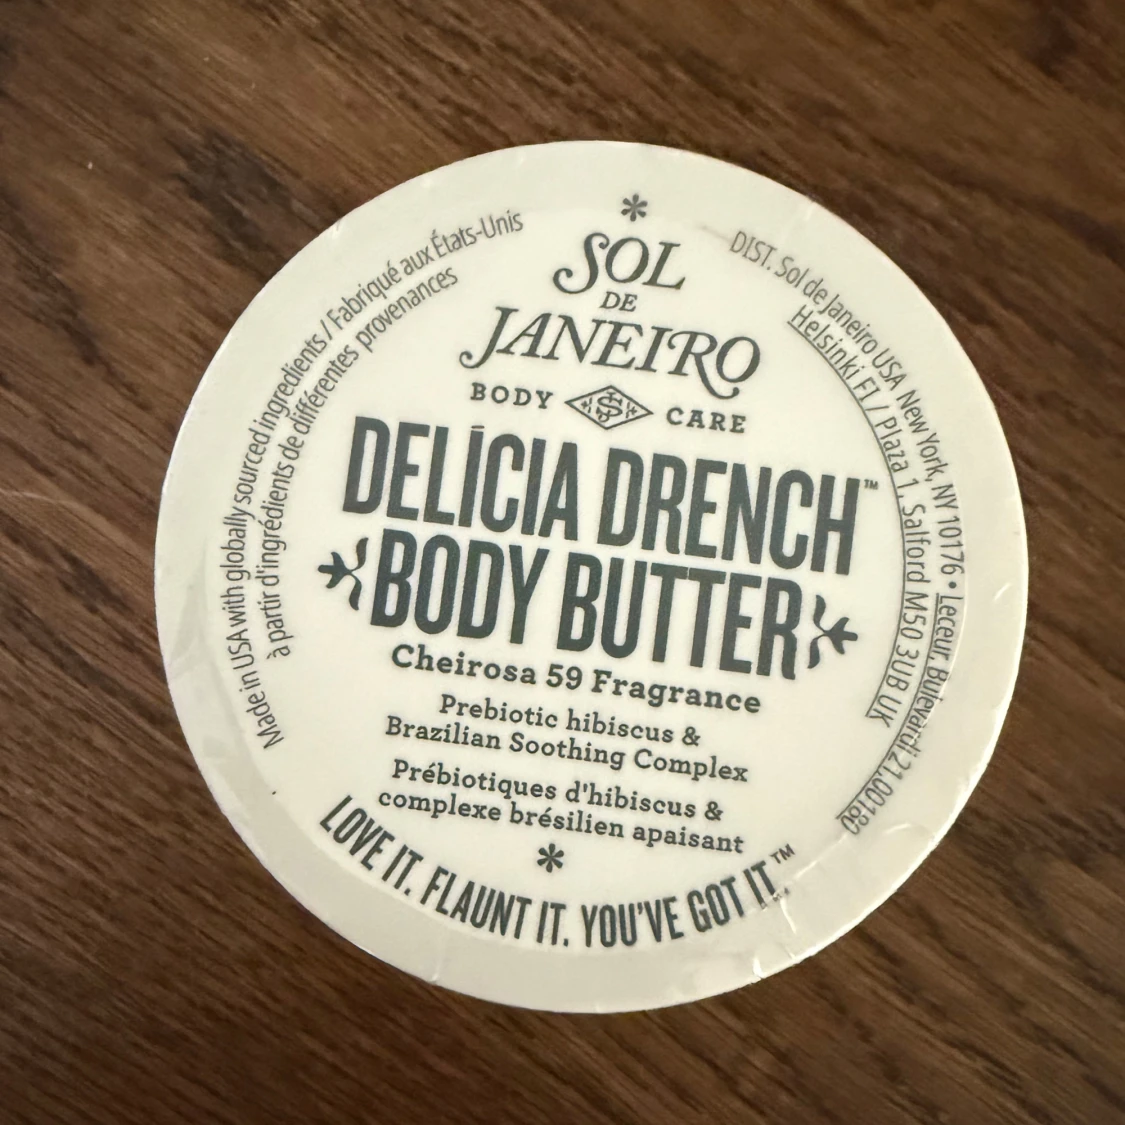 SOL
DE
JANEIRO
BODY CARE
DELÍCIA DRENCH™
BODY BUTTER
Cheirosa 59 Fragrance
Prebiotic hibiscus &
Brazilian Soothing Complex
Prébiotiques d'hibiscus &
complexe brésilien apaisant
LOVE IT. FLAUNT IT. YOU'VE GOT IT.™
Made in USA with globally sourced ingredients / Fabriqué aux États-Unis
à partir d'ingrédients de différentes provenances
DIST. Sol de Janeiro USA New York, NY 10176 • Leceur, Bulevardi 21, 00180
Helsinki FI / Plaza 1, Salford M50 3UB UK